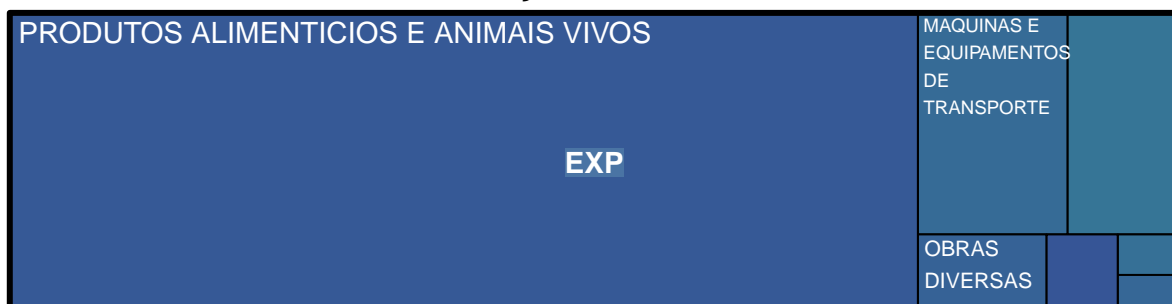 PRODUTOS ALIMENTICIOS E ANIMAIS VIVOS
MAQUINAS E
EQUIPAMENTOS
DE
TRANSPORTE
EXP
OBRAS
DIVERSAS